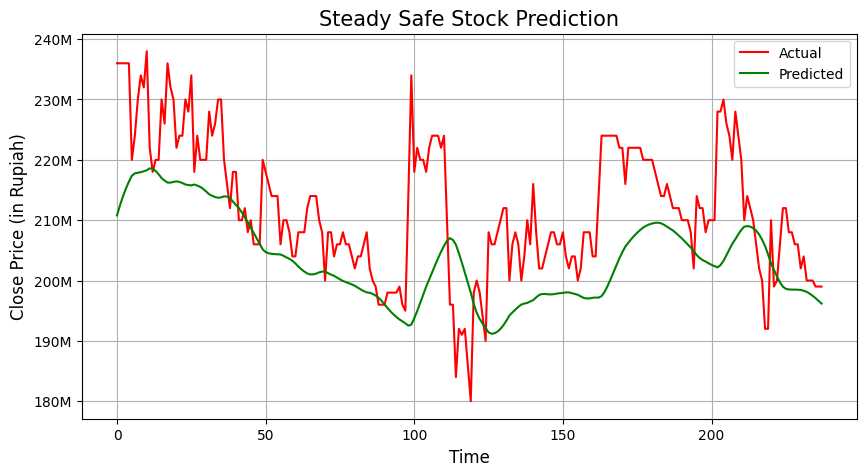 Steady Safe Stock Prediction
240M
230M
220M
210M
200M
190M
180M
Close Price (in Rupiah)
Actual
Predicted
0
50
100
150
200
Time